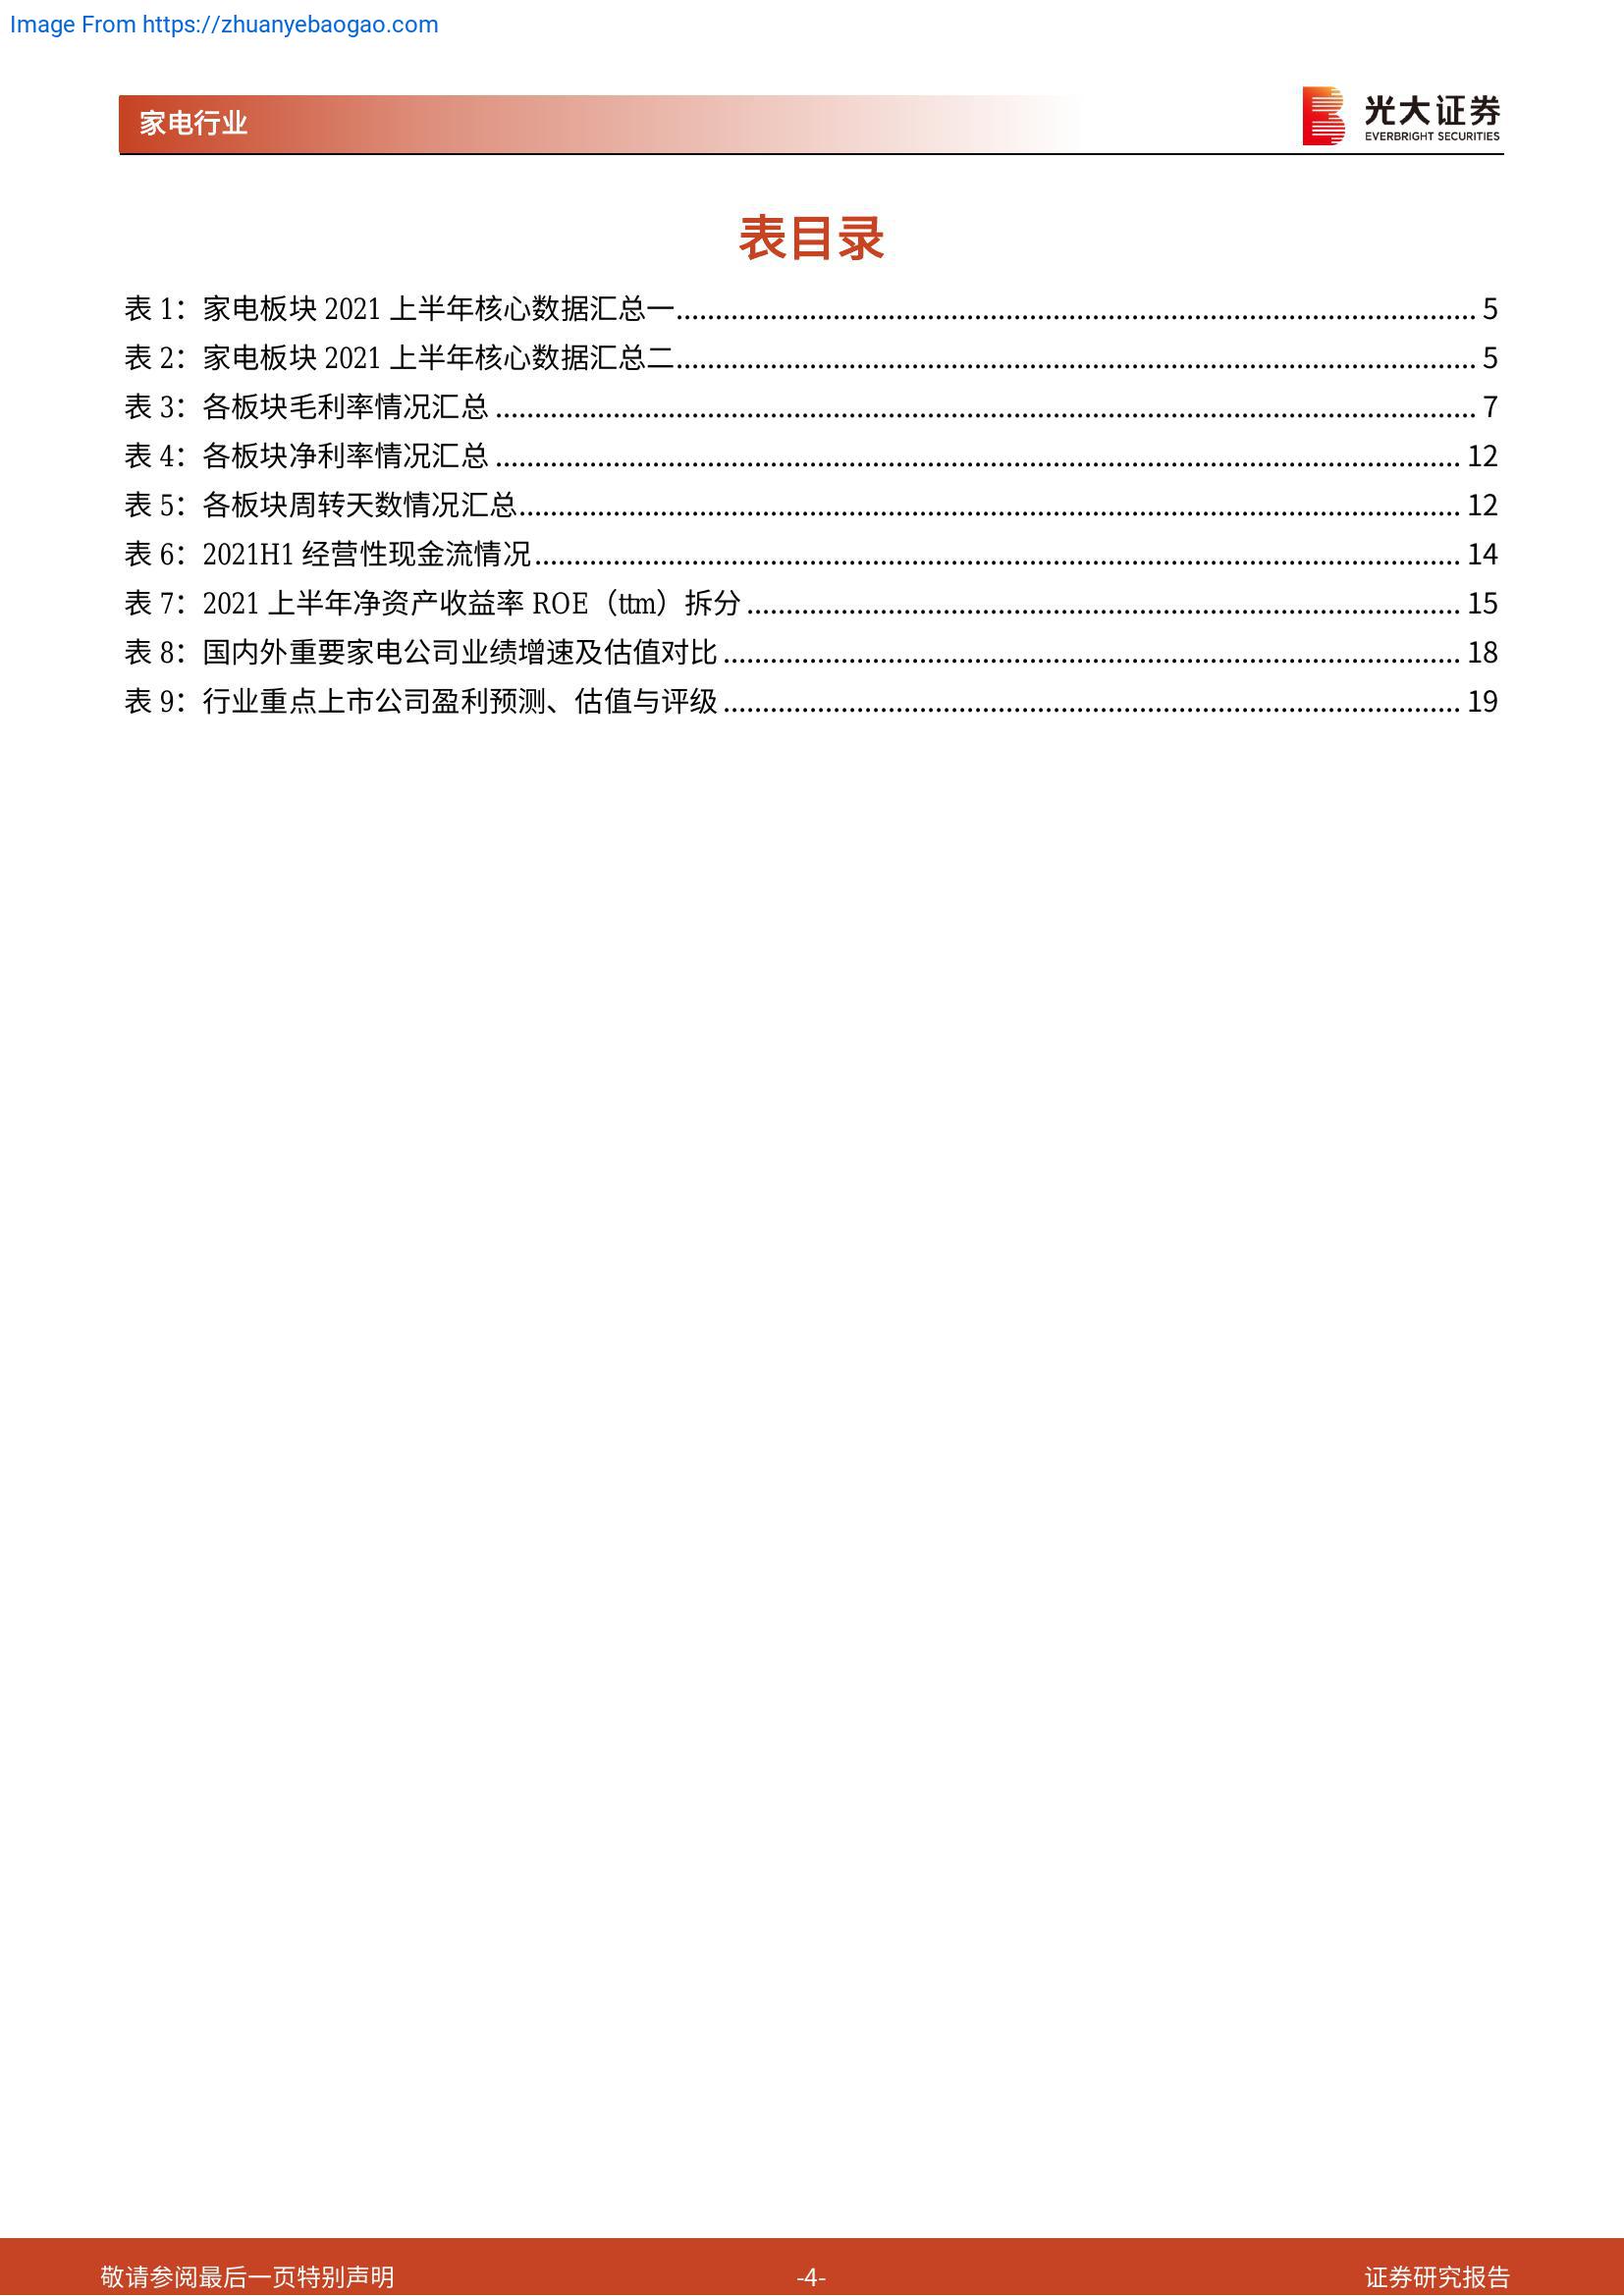 Image From https://zhuanyebaogao.com
家电行业
光大证券
EVERBRIGHT SECURITIES
表目录
表 1：家电板块 2021 上半年核心数据汇总一 5
表 2：家电板块 2021 上半年核心数据汇总二 5
表 3：各板块毛利率情况汇总 7
表 4：各板块净利率情况汇总 12
表 5：各板块周转天数情况汇总 12
表 6：2021H1 经营性现金流情况 14
表 7：2021 上半年净资产收益率 ROE（ttm）拆分 15
表 8：国内外重要家电公司业绩增速及估值对比 18
表 9：行业重点上市公司盈利预测、估值与评级 19
敬请参阅最后一页特别声明 -4- 证券研究报告